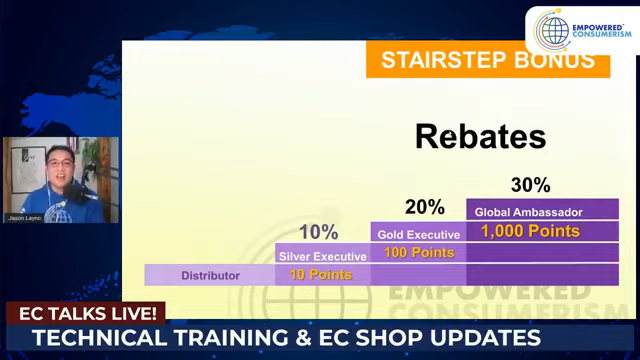 EMPOWERED
CONSUMERISM
STAIRSTEP BONUS
Rebates
30%
20%
10%
Global Ambassador
1,000 Points
Gold Executive
100 Points
Silver Executive
10 Points
Distributor
Jason Layno
EMPOWERED
CONSUMERISM
EC TALKS LIVE!
TECHNICAL TRAINING & EC SHOP UPDATES